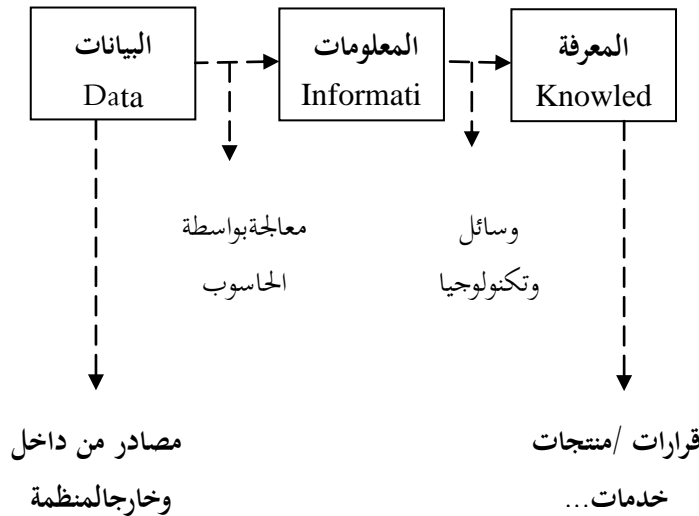 البيانات
Data
المعلومات
Informati
المعرفة
Knowled
معالجةبواسطة
الحاسوب
وسائل
وتكنولوجيا
مصادر من داخل
وخارجالمنظمة
قرارات /منتجات
خدمات...